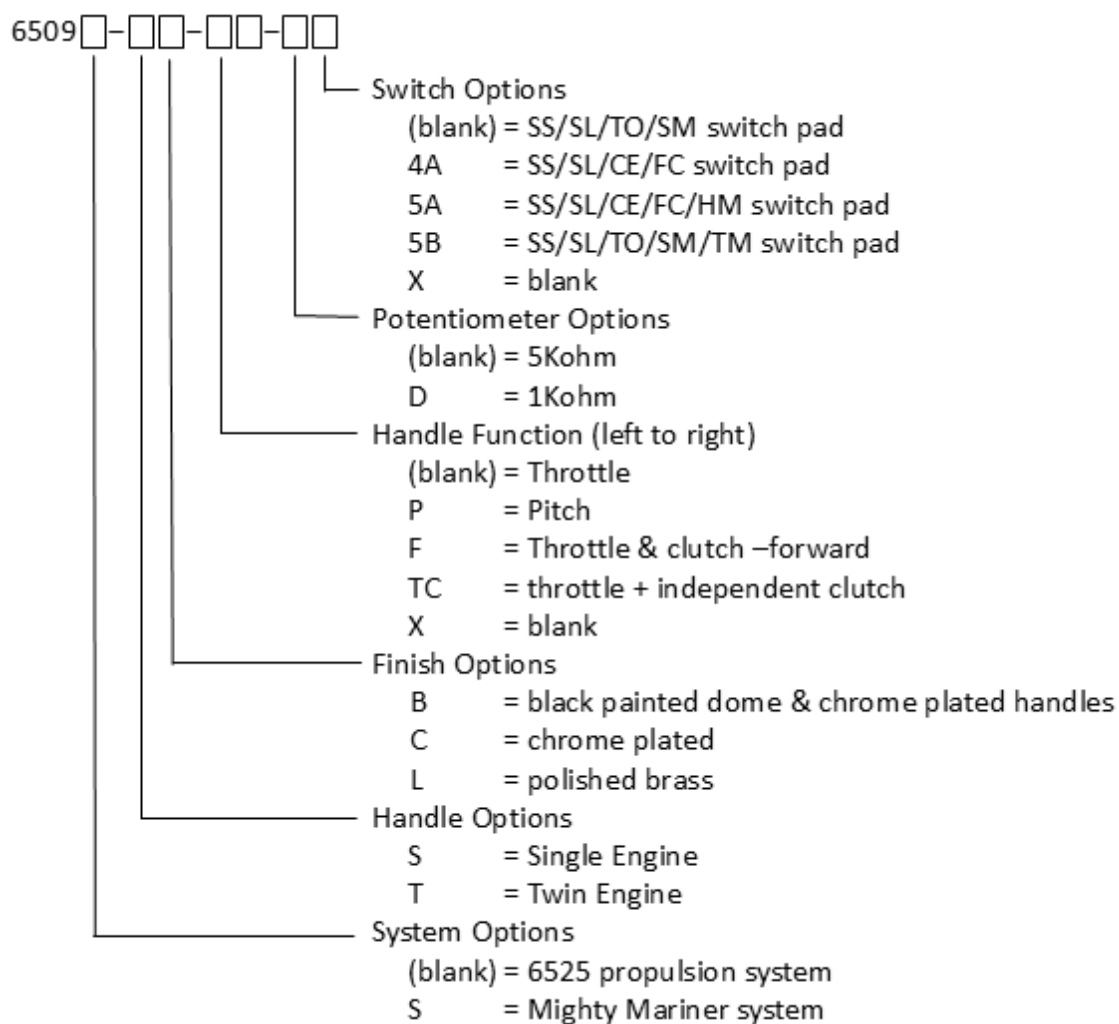 6509□-□□-□□-□□
Switch Options
(blank) = SS/SL/TO/SM switch pad
4A = SS/SL/CE/FC switch pad
5A = SS/SL/CE/FC/HM switch pad
5B = SS/SL/TO/SM/TM switch pad
X = blank
Potentiometer Options
(blank) = 5Kohm
D = 1Kohm
Handle Function (left to right)
(blank) = Throttle
P = Pitch
F = Throttle & clutch –forward
TC = throttle + independent clutch
X = blank
Finish Options
B = black painted dome & chrome plated handles
C = chrome plated
L = polished brass
Handle Options
S = Single Engine
T = Twin Engine
System Options
(blank) = 6525 propulsion system
S = Mighty Mariner system